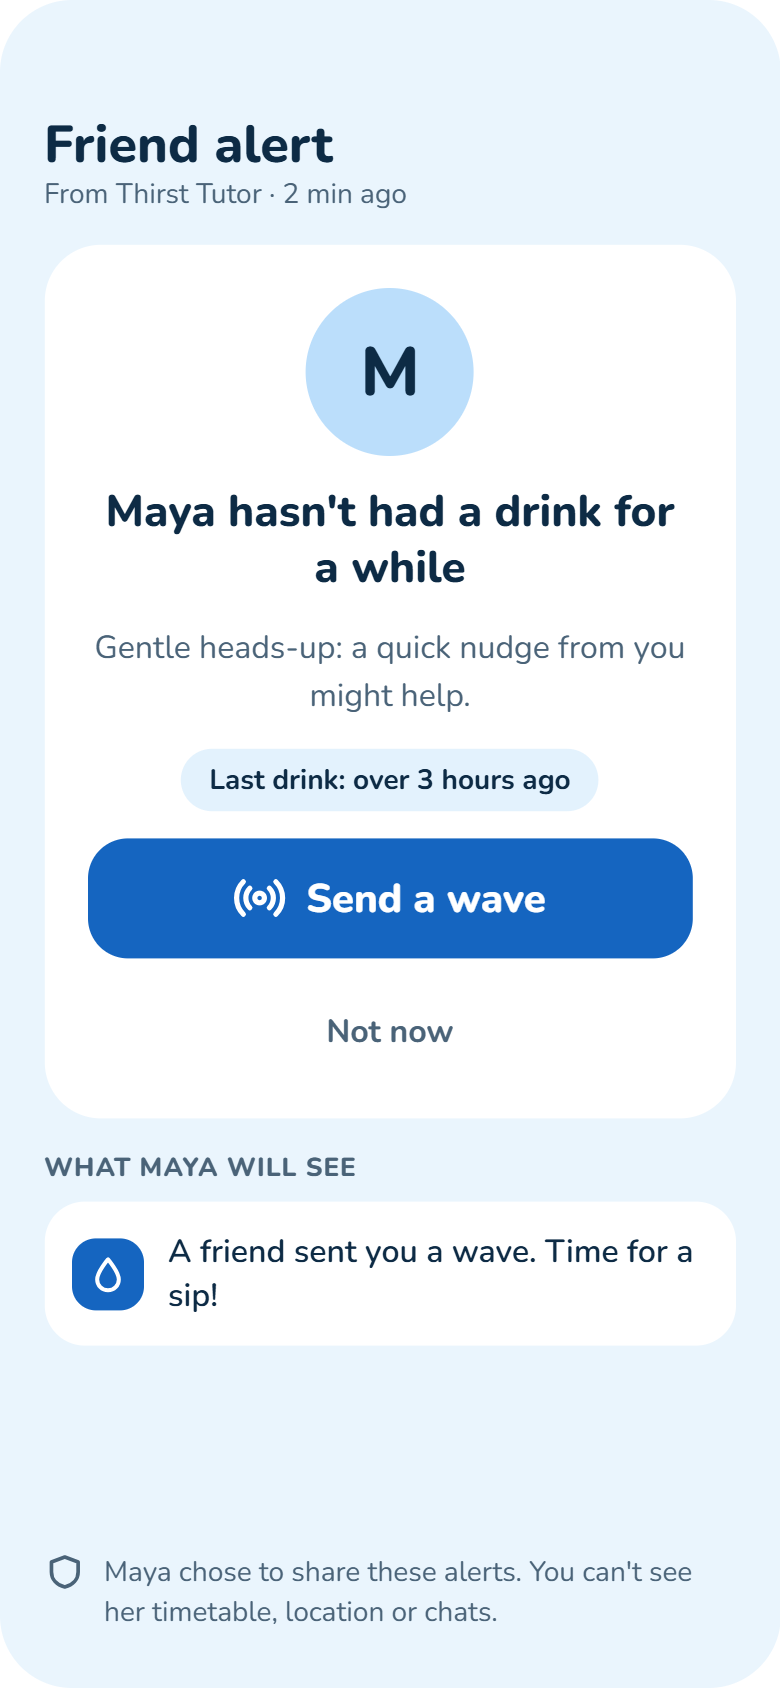 Friend alert
From Thirst Tutor · 2 min ago
M
Maya hasn't had a drink for
a while
Gentle heads-up: a quick nudge from you
might help.
Last drink: over 3 hours ago
Send a wave
Not now
WHAT MAYA WILL SEE
A friend sent you a wave. Time for a
sip!
Maya chose to share these alerts. You can't see
her timetable, location or chats.